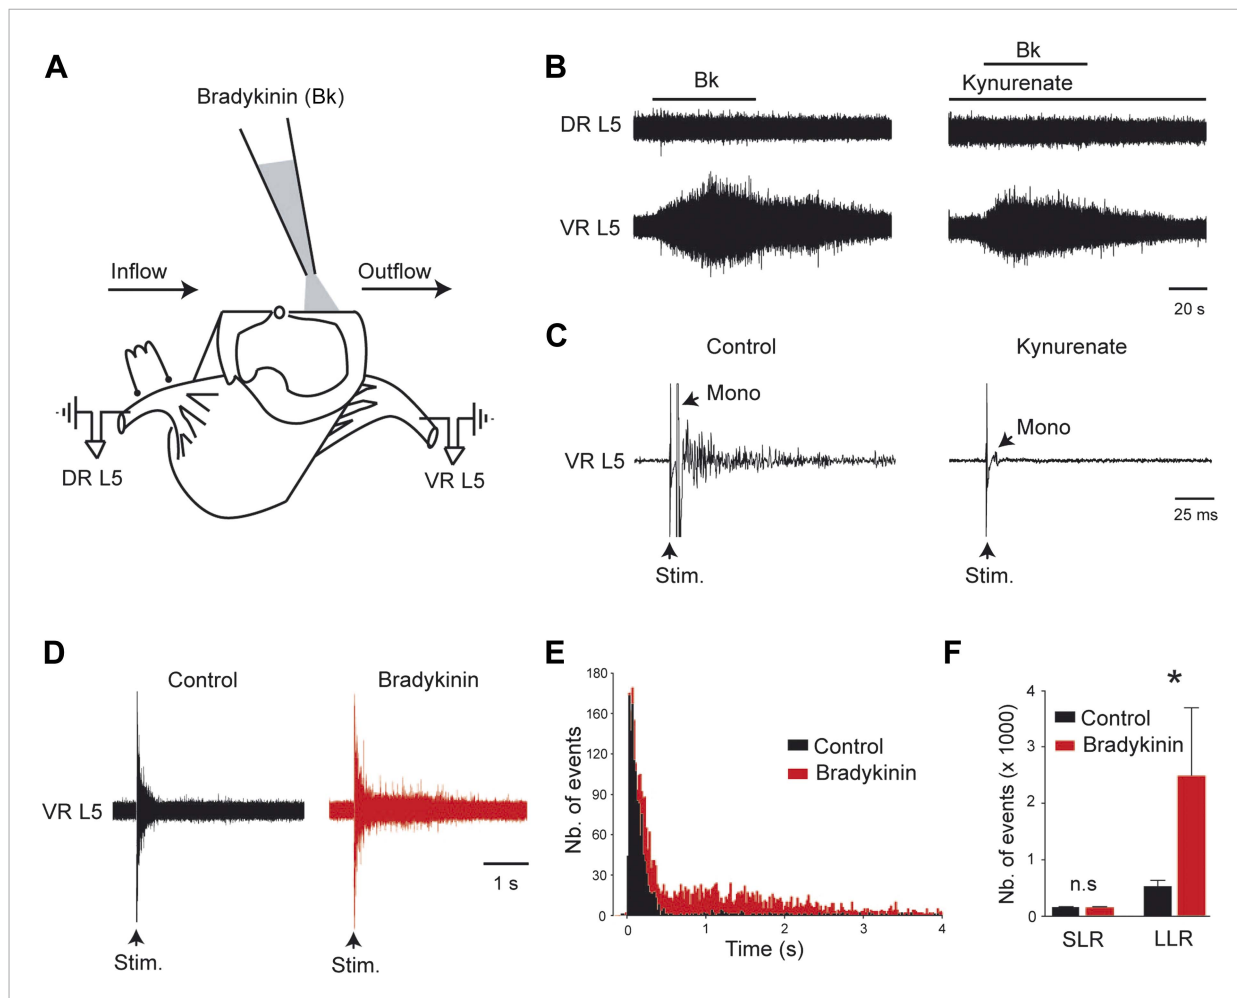 A
Bradykinin (Bk)
Inflow
Outflow
DR L5
VR L5
B
Bk
Bk
Kynurenate
DR L5
VR L5
20 s
C
Control
Kynurenate
Mono
Mono
VR L5
25 ms
Stim.
Stim.
D
Control
Bradykinin
VR L5
1 s
Stim.
Stim.
E
Nb. of events
180
160
120
90
60
30
0
Control
Bradykinin
0 1 2 3 4
Time (s)
F
Nb. of events (x 1000)
4
3
2
1
0
*
Control
Bradykinin
n.s
SLR LLR